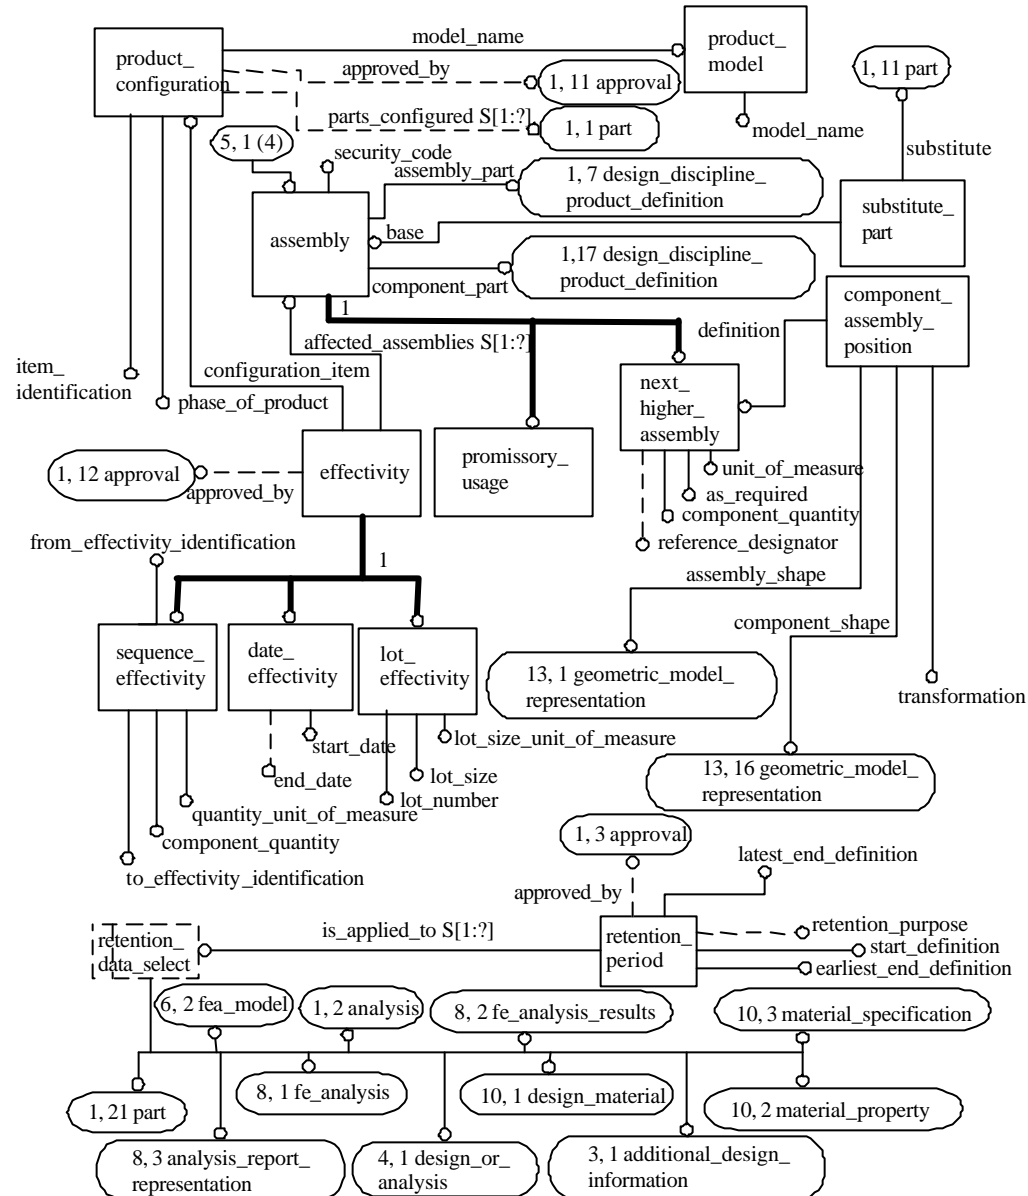 model_name
product_
configuration
product_
model
approved_by
1, 11 approval
1, 11 part
parts_configured S[1:?]
1, 1 part
model_name
5, 1 (4)
security_code
substitute
assembly_part
1, 7 design_discipline_
product_definition
substitute_
part
assembly
base
1,17 design_discipline_
product_definition
component_part
component_
assembly_
position
1
definition
affected_assemblies S[1:?]
item_
identification
configuration_item
phase_of_product
next_
higher_
assembly
effectivity
promissory_
usage
1, 12 approval
approved_by
unit_of_measure
as_required
component_quantity
reference_designator
from_effectivity_identification
1
assembly_shape
component_shape
sequence_
effectivity
date_
effectivity
lot_
effectivity
13, 1 geometric_model_
representation
transformation
start_date
lot_size_unit_of_measure
end_date
lot_size
lot_number
13, 16 geometric_model_
representation
quantity_unit_of_measure
component_quantity
to_effectivity_identification
1, 3 approval
latest_end_definition
approved_by
is_applied_to S[1:?]
retention_
data_select
retention_
period
retention_purpose
start_definition
earliest_end_definition
6, 2 fea_model
1, 2 analysis
8, 2 fe_analysis_results
10, 3 material_specification
8, 1 fe_analysis
10, 1 design_material
1, 21 part
10, 2 material_property
8, 3 analysis_report_
representation
4, 1 design_or_
analysis
3, 1 additional_design_
information